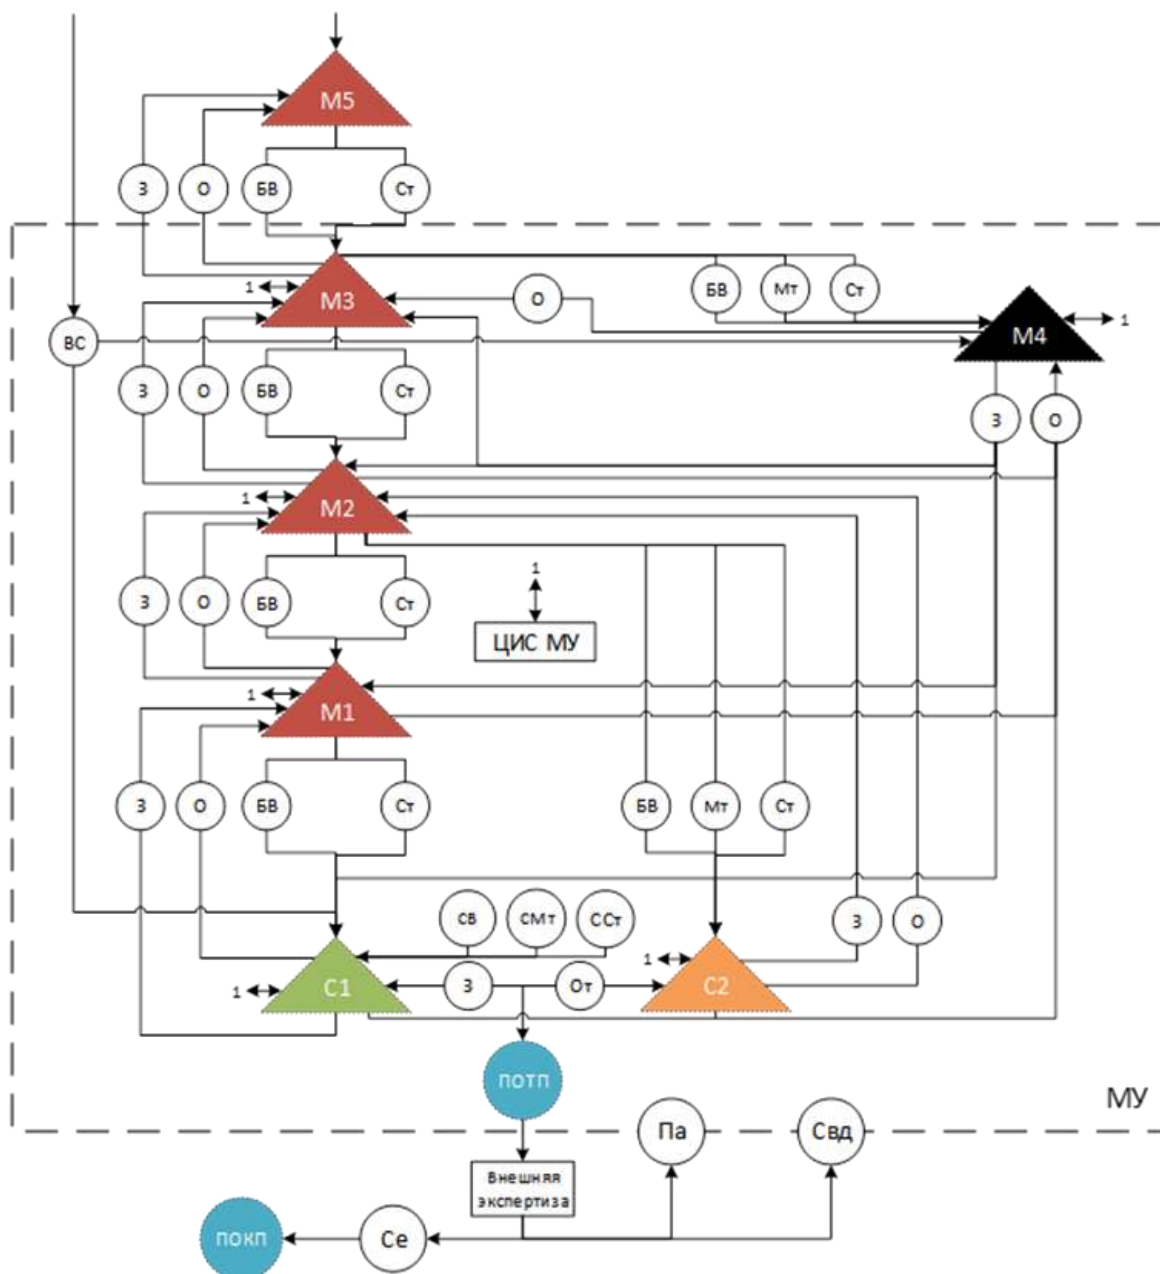 М5
З
О
БВ
Ст
1
М3
О
БВ
Мт
Ст
М4
1
ВС
З
О
БВ
Ст
З
О
1
М2
З
О
БВ
Ст
1
ЦИС МУ
1
М1
З
О
БВ
Ст
БВ
Мт
Ст
СВ
СМт
ССт
З
О
1
С1
З
От
1
С2
ПОТП
МУ
Па
Свд
Внешняя
экспертиза
ПОКП
Се